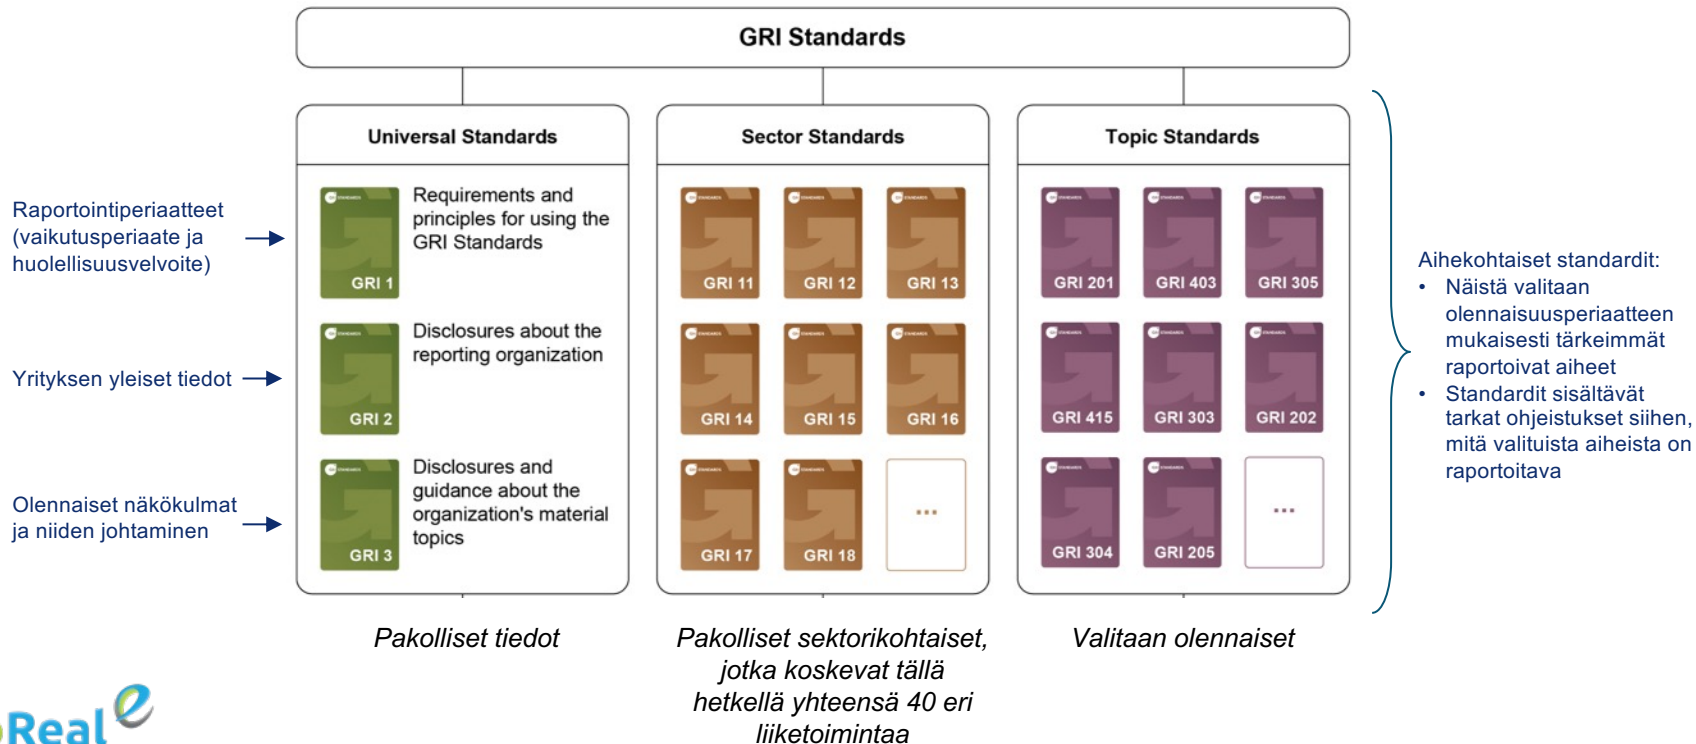 GRI Standards
Universal Standards
Sector Standards
Topic Standards
Raportointiperiaatteet
(vaikutusperiaate ja
huolellisuusvelvoite)
Yrityksen yleiset tiedot
Olennaiset näkökulmat
ja niiden johtaminen
GRI 1
Requirements and
principles for using the
GRI Standards
GRI 2
Disclosures about the
reporting organization
GRI 3
Disclosures and
guidance about the
organization's material
topics
GRI 11
GRI 12
GRI 13
GRI 14
GRI 15
GRI 16
GRI 17
GRI 18
...
GRI 201
GRI 403
GRI 305
GRI 415
GRI 303
GRI 202
GRI 304
GRI 205
...
Aihekohtaiset standardit:
• Näistä valitaan
olennaisuusperiaatteen
mukaisesti tärkeimmät
raportoivat aiheet
• Standardit sisältävät
tarkat ohjeistukset siihen,
mitä valituista aiheista on
raportoitava
Pakolliset tiedot
Pakolliset sektorikohtaiset,
jotka koskevat tällä
hetkellä yhteensä 40 eri
liiketoimintaa
Valitaan olennaiset
Real e